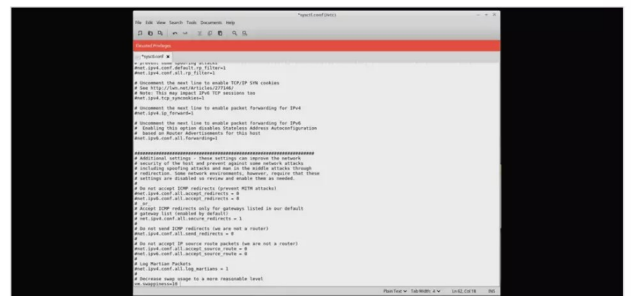 *sysctl.conf (/etc)
File Edit View Search Tools Documents Help
Elevated Privileges
*sysctl.conf
# prevent some spoofing attacks
#net.ipv4.conf.default.rp_filter=1
#net.ipv4.conf.all.rp_filter=1
# Uncomment the next line to enable TCP/IP SYN cookies
# See http://lwn.net/Articles/277146/
# Note: This may impact IPv6 TCP sessions too
#net.ipv4.tcp_syncookies=1
# Uncomment the next line to enable packet forwarding for IPv4
#net.ipv4.ip_forward=1
# Uncomment the next line to enable packet forwarding for IPv6
# Enabling this option disables Stateless Address Autoconfiguration
# based on Router Advertisements for this host
#net.ipv6.conf.all.forwarding=1
###################################################################
# Additional settings - these settings can improve the network
# security of the host and prevent against some network attacks
# including spoofing attacks and man in the middle attacks through
# redirection. Some network environments, however, require that these
# settings are disabled so review and enable them as needed.
#
# Do not accept ICMP redirects (prevent MITM attacks)
#net.ipv4.conf.all.accept_redirects = 0
#net.ipv6.conf.all.accept_redirects = 0
# _or_
# Accept ICMP redirects only for gateways listed in our default
# gateway list (enabled by default)
# net.ipv4.conf.all.secure_redirects = 1
#
# Do not send ICMP redirects (we are not a router)
#net.ipv4.conf.all.send_redirects = 0
#
# Do not accept IP source route packets (we are not a router)
#net.ipv4.conf.all.accept_source_route = 0
#net.ipv6.conf.all.accept_source_route = 0
#
# Log Martian Packets
#net.ipv4.conf.all.log_martians = 1
#
# Decrease swap usage to a more reasonable level
vm.swappiness=10
Plain Text Tab Width: 4 Ln 62, Col 18 INS